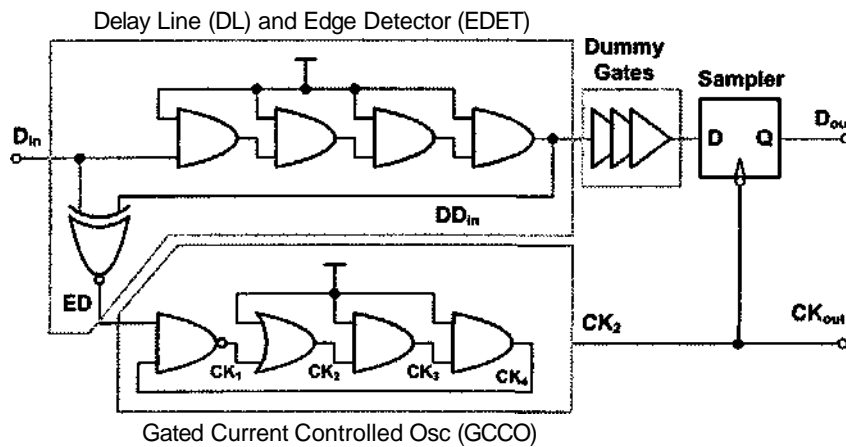 Delay Line (DL) and Edge Detector (EDET)
Dummy
Gates
Sampler
Din
D
Q
Dout
DDin
ED
CK1
CK2
CK3
CK4
CK2
CKout
Gated Current Controlled Osc (GCCO)